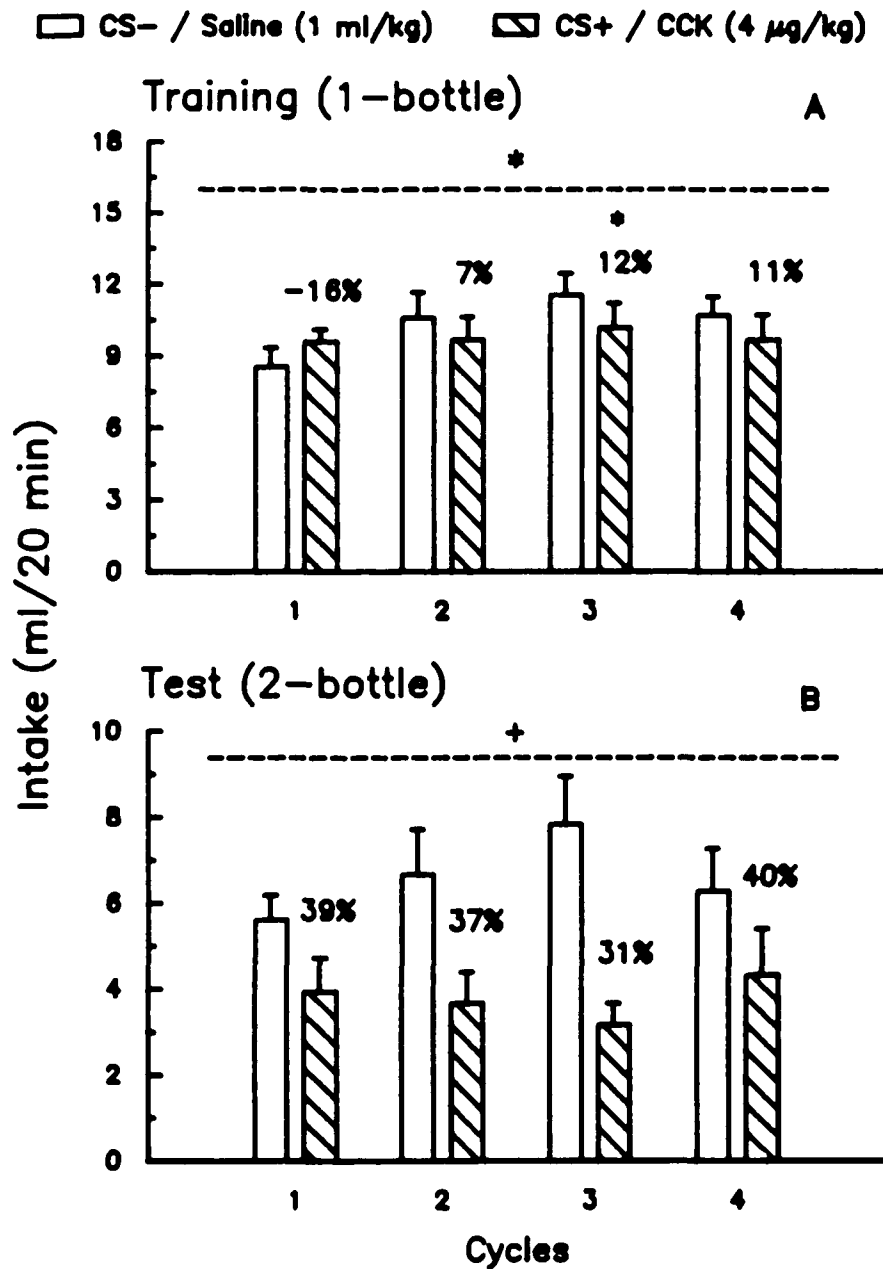 CS− / Saline (1 ml/kg) CS+ / CCK (4 μg/kg)
Training (1−bottle) A
18
15
12
9
6
3
0
*
*
−16% 7% 12% 11%
1 2 3 4
Intake (ml/20 min)
Test (2−bottle) B
10
8
6
4
2
0
+
39% 37% 31% 40%
1 2 3 4
Cycles